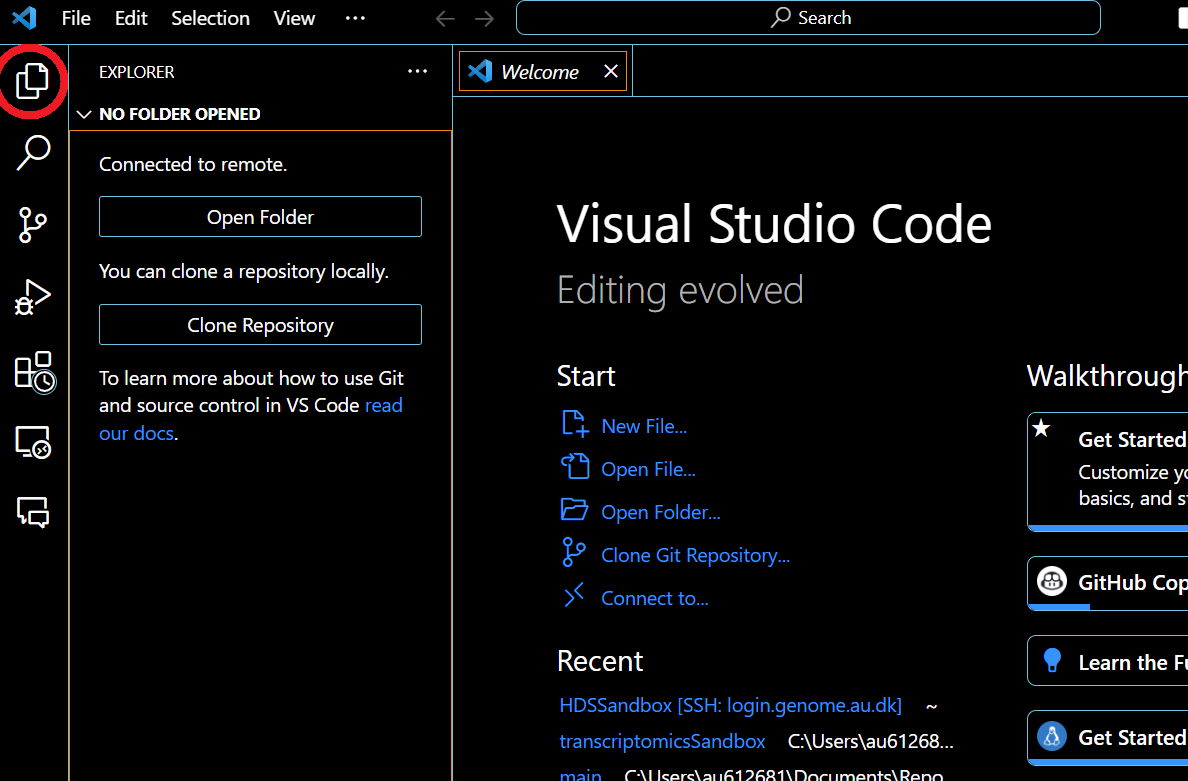 File Edit Selection View ... Search
EXPLORER ...
Welcome
NO FOLDER OPENED
Connected to remote.
Open Folder
You can clone a repository locally.
Clone Repository
To learn more about how to use Git
and source control in VS Code read
our docs.
Visual Studio Code
Editing evolved
Start
New File...
Open File...
Open Folder...
Clone Git Repository...
Connect to...
Recent
HDSSandbox [SSH: login.genome.au.dk] ~
transcriptomicsSandbox C:\Users\au61268...
main C:\Users\au612681\Documents\Repo
Walkthrough
Get Started
Customize yo
basics, and st
GitHub Cop
Learn the Fu
Get Started